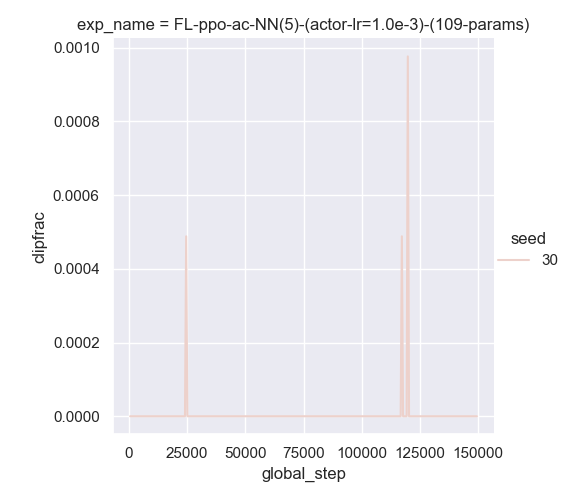 exp_name = FL-ppo-ac-NN(5)-(actor-lr=1.0e-3)-(109-params)
0.0010
0.0008
0.0006
0.0004
0.0002
0.0000
clipfrac
0 25000 50000 75000 100000 125000 150000
global_step
seed
30